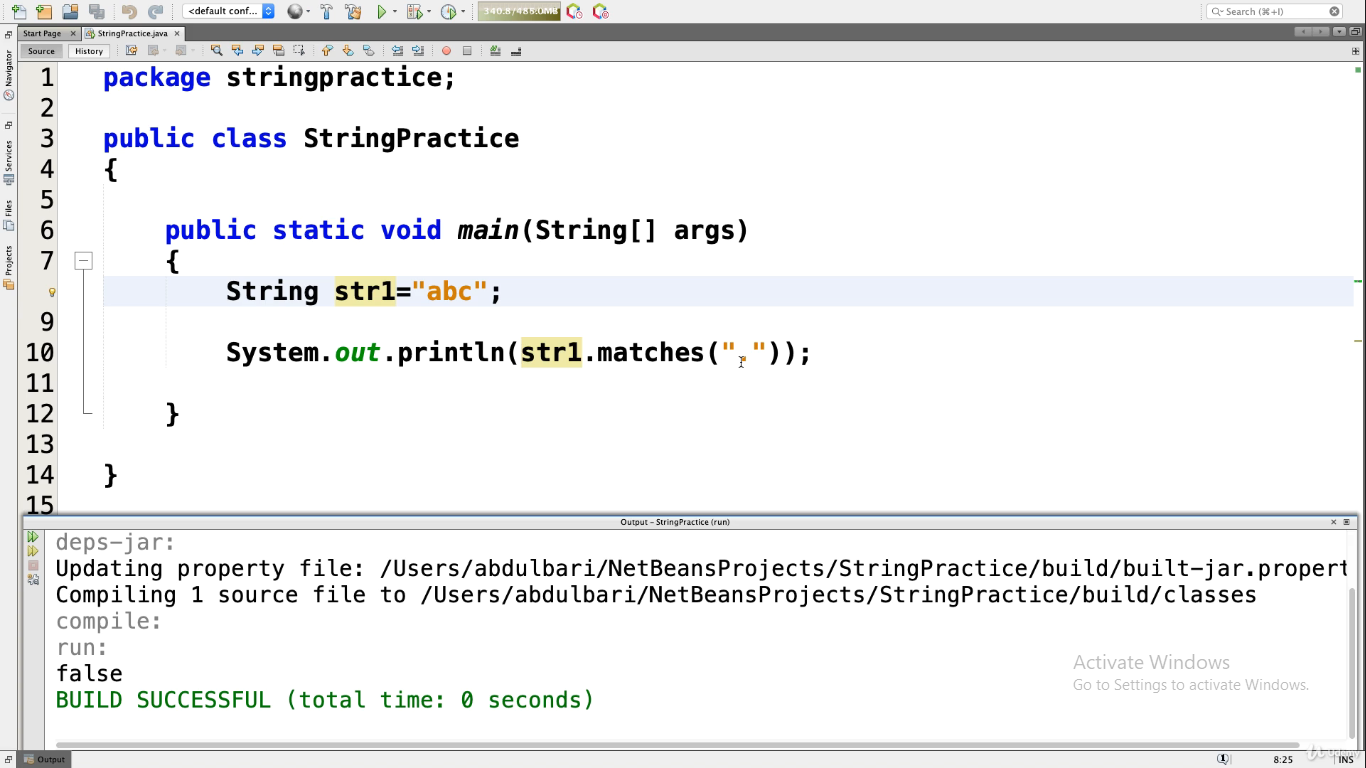 <default conf...
340.8/488.0MB
Search (⌘+I)
Start Page
StringPractice.java
Source
History
Navigator
Services
Files
Projects
1 package stringpractice;
2
3 public class StringPractice
4 {
5
6 public static void main(String[] args)
7 {
String str1="abc";
9
10 System.out.println(str1.matches("."));
11
12 }
13
14 }
15
Output - StringPractice (run)
deps-jar:
Updating property file: /Users/abdulbari/NetBeansProjects/StringPractice/build/built-jar.propert
Compiling 1 source file to /Users/abdulbari/NetBeansProjects/StringPractice/build/classes
compile:
run:
false
BUILD SUCCESSFUL (total time: 0 seconds)
Activate Windows
Go to Settings to activate Windows.
Output
1
8:25
INS
Udemy